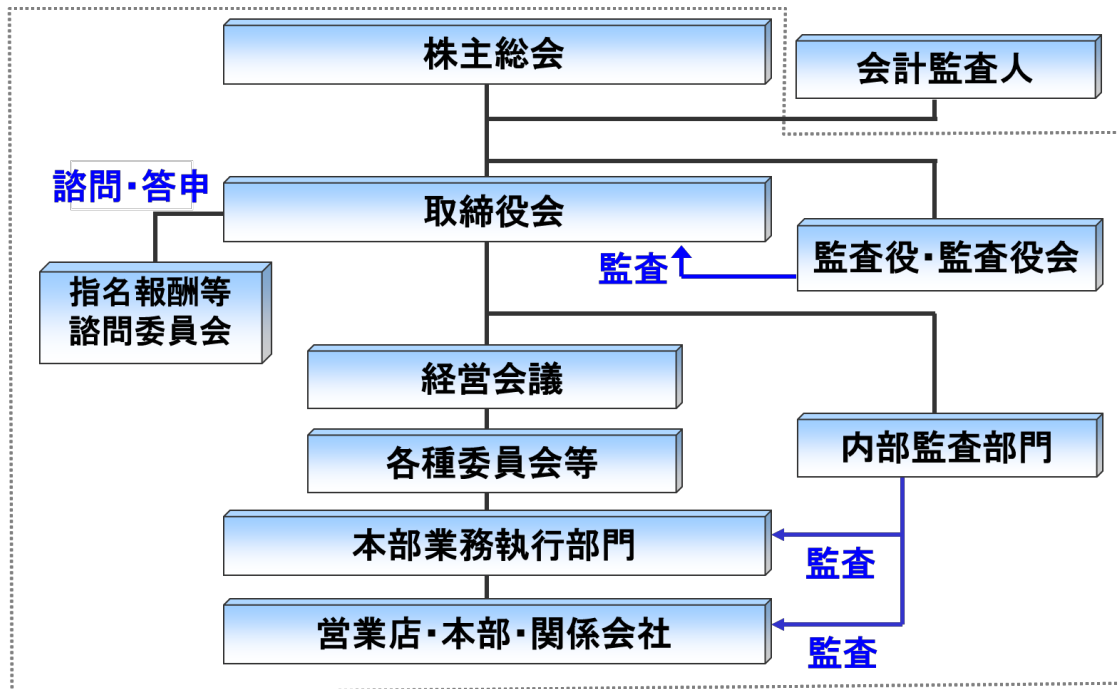 株主総会
会計監査人
諮問・答申
取締役会
監査
監査役・監査役会
指名報酬等
諮問委員会
経営会議
各種委員会等
内部監査部門
本部業務執行部門
監査
営業店・本部・関係会社
監査